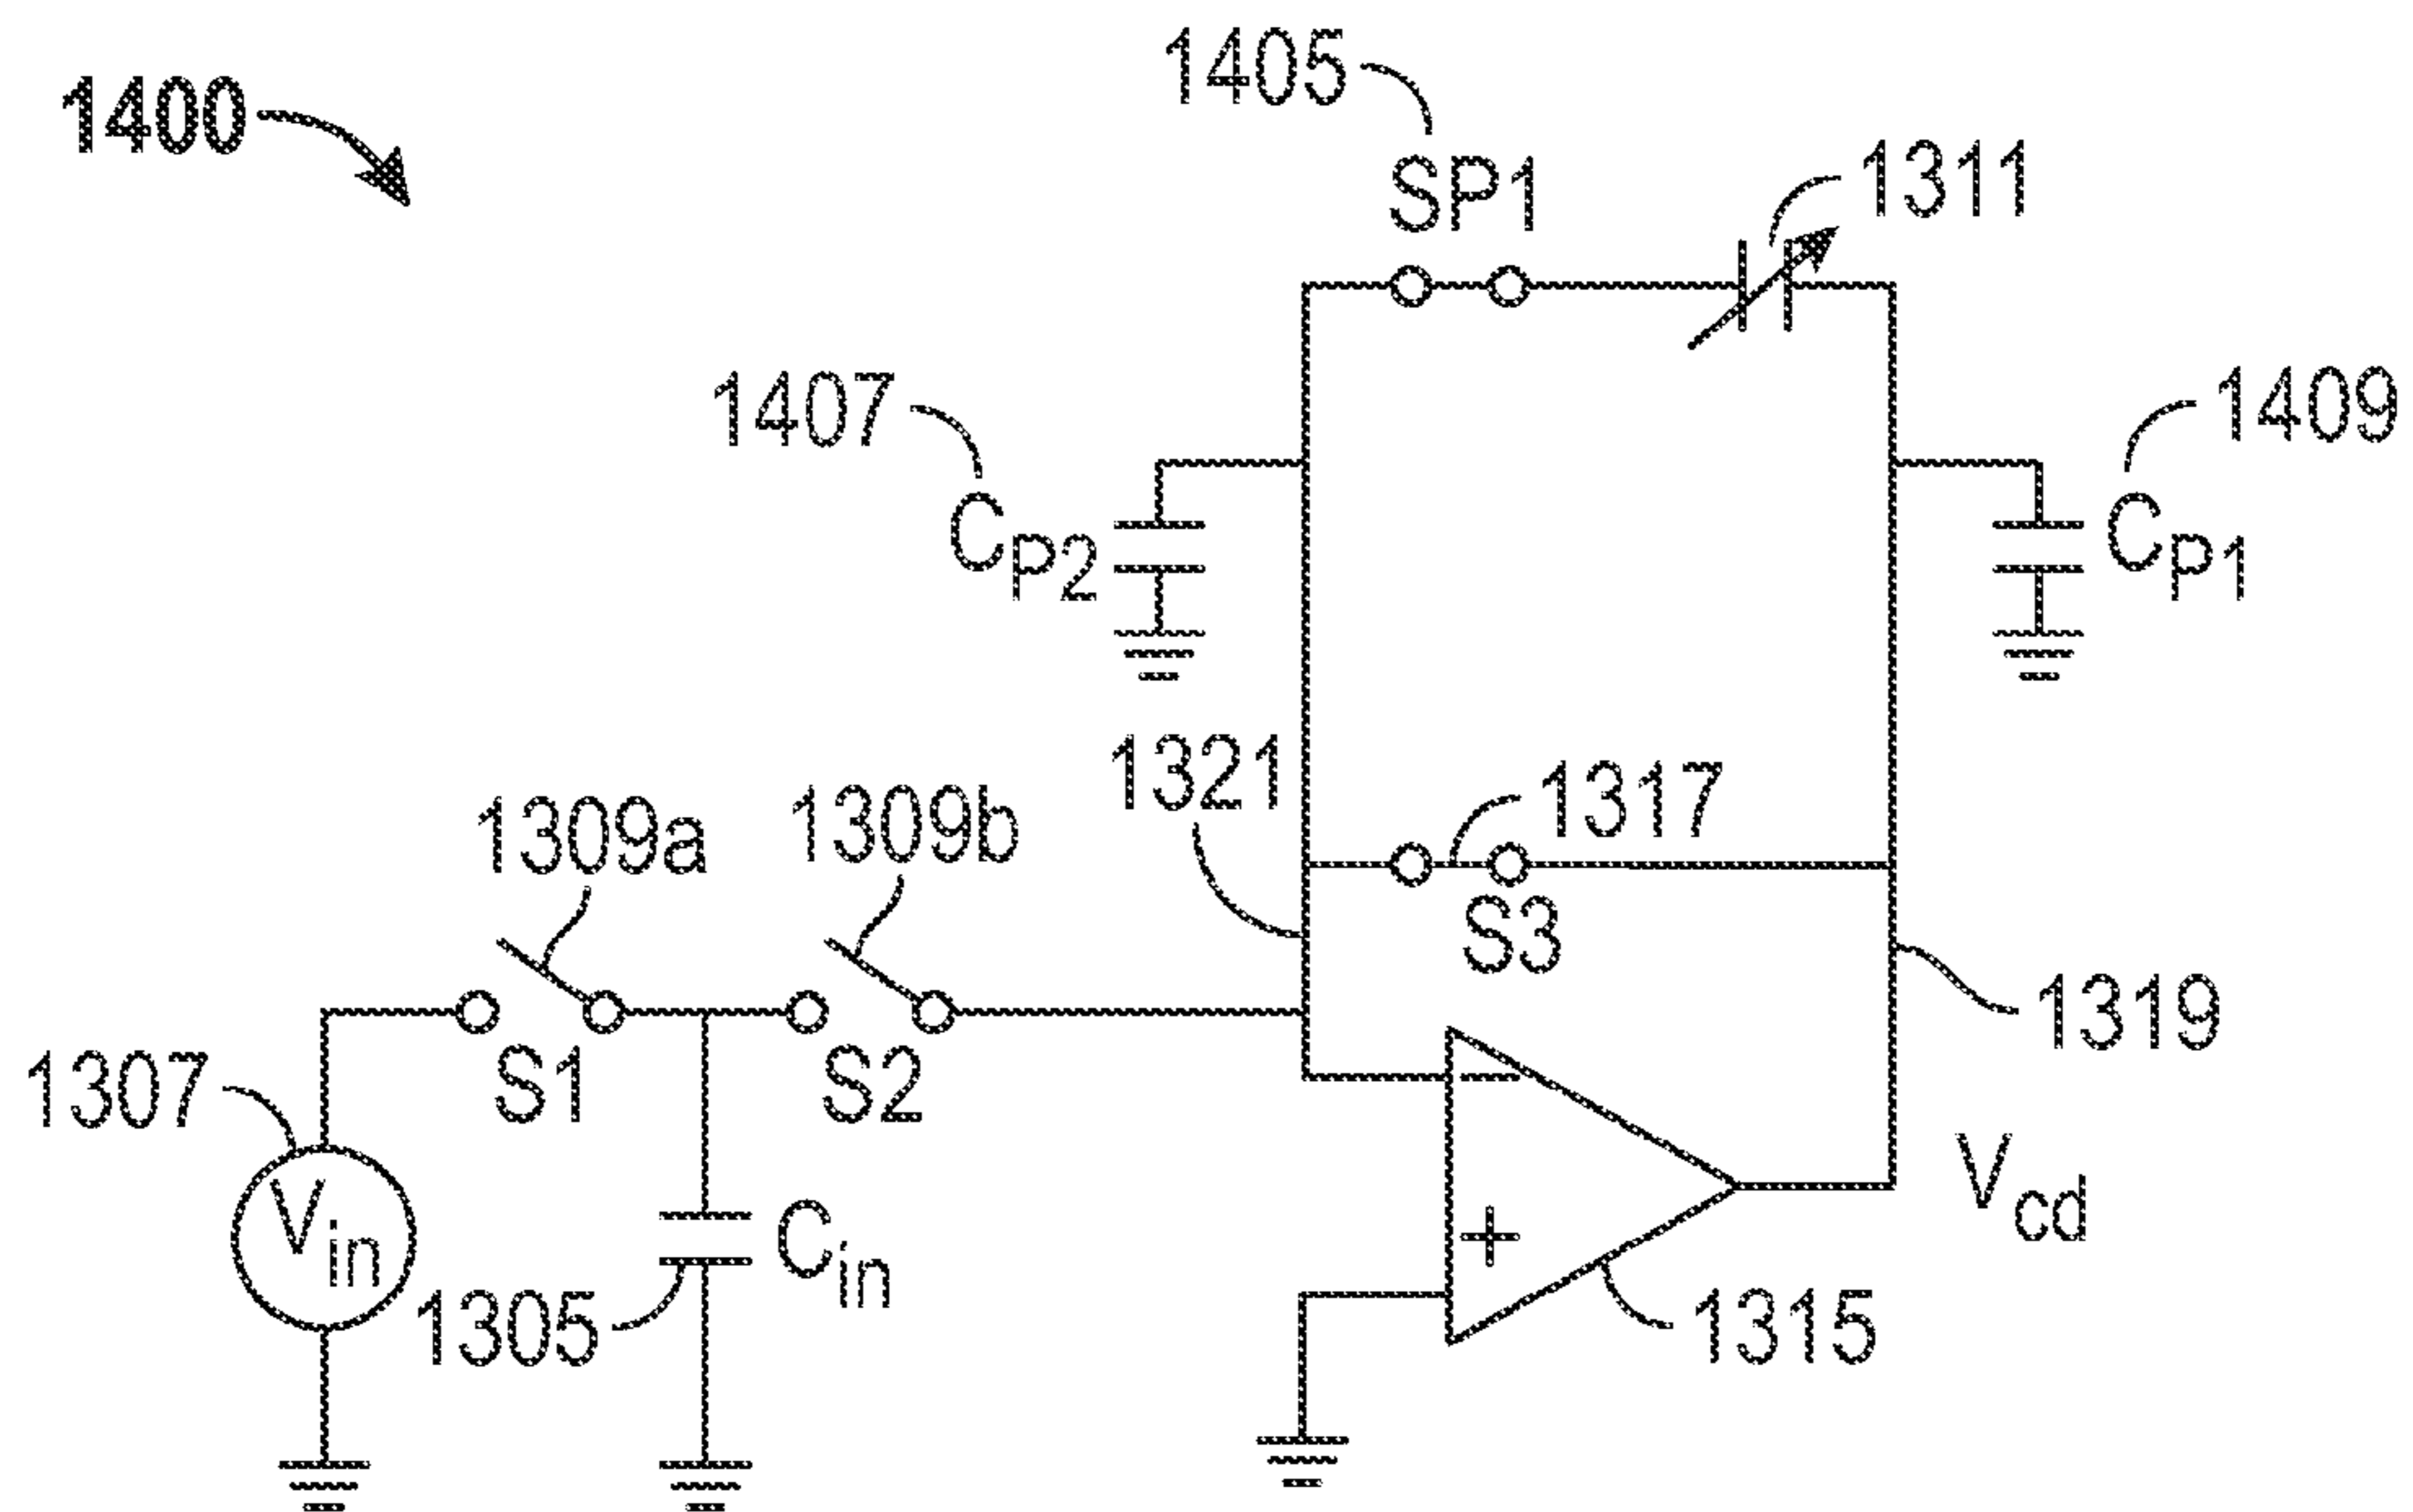 1405
1400
SP1
1311
1407
1409
CP2
CP1
1321
1317
1309a
1309b
S3
1319
S1
S2
1307
Vin
Cin
−
+
Vcd
1305
1315